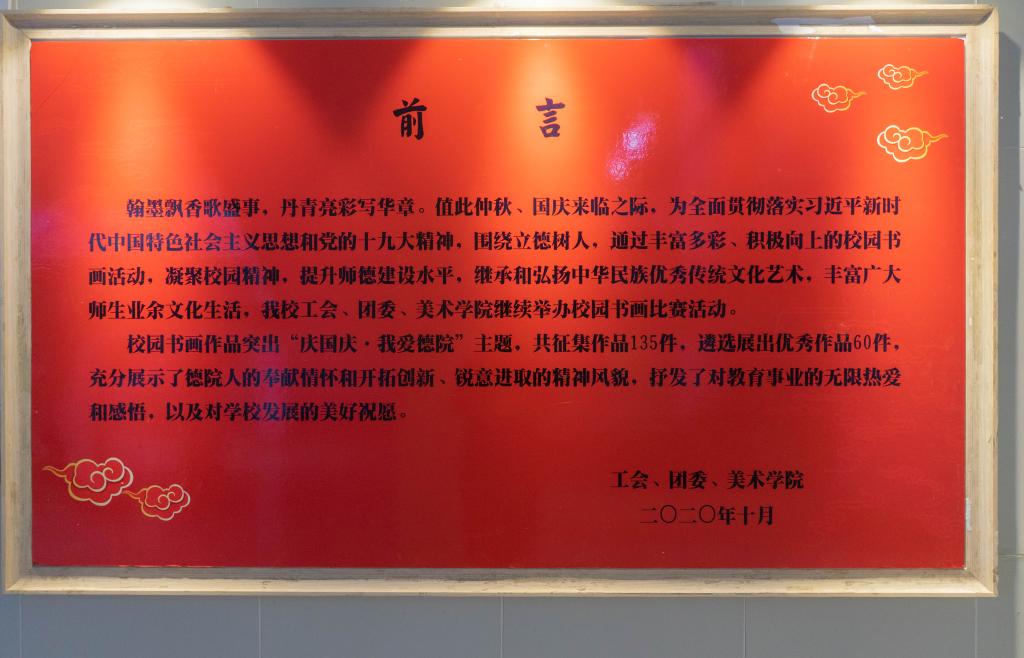 前 言
翰墨飘香歌盛事，丹青亮彩写华章。值此仲秋、国庆来临之际，为全面贯彻落实习近平新时
代中国特色社会主义思想和党的十九大精神，围绕立德树人，通过丰富多彩、积极向上的校园书
画活动，凝聚校园精神，提升师德建设水平，继承和弘扬中华民族优秀传统文化艺术，丰富广大
师生业余文化生活，我校工会、团委、美术学院继续举办校园书画比赛活动。
校园书画作品突出“庆国庆·我爱德院”主题，共征集作品135件，遴选展出优秀作品60件，
充分展示了德院人的奉献情怀和开拓创新、锐意进取的精神风貌，抒发了对教育事业的无限热爱
和感悟，以及对学校发展的美好祝愿。
工会、团委、美术学院
二〇二〇年十月